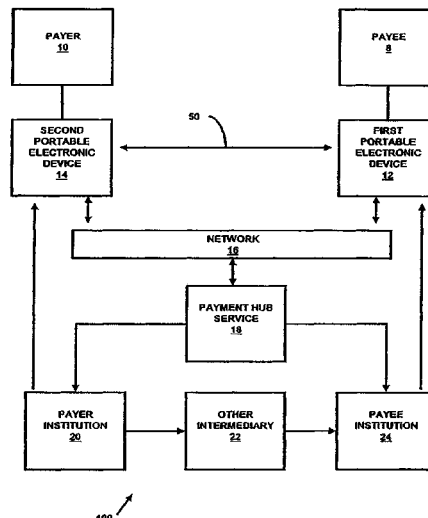 PAYER
10
PAYEE
8
50
SECOND
PORTABLE
ELECTRONIC
DEVICE
14
FIRST
PORTABLE
ELECTRONIC
DEVICE
12
NETWORK
16
PAYMENT HUB
SERVICE
18
PAYER
INSTITUTION
20
OTHER
INTERMEDIARY
22
PAYEE
INSTITUTION
24
100